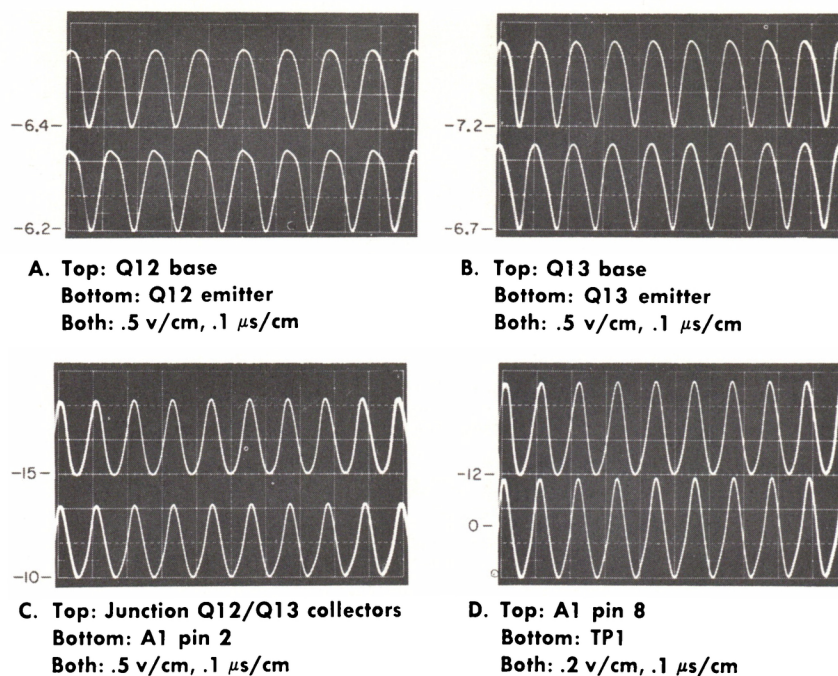 −6.4−
−6.2−
A. Top: Q12 base
Bottom: Q12 emitter
Both: .5 v/cm, .1 μs/cm
−7.2−
−6.7−
B. Top: Q13 base
Bottom: Q13 emitter
Both: .5 v/cm, .1 μs/cm
−15−
−10−
C. Top: Junction Q12/Q13 collectors
Bottom: A1 pin 2
Both: .5 v/cm, .1 μs/cm
−12−
0−
D. Top: A1 pin 8
Bottom: TP1
Both: .2 v/cm, .1 μs/cm